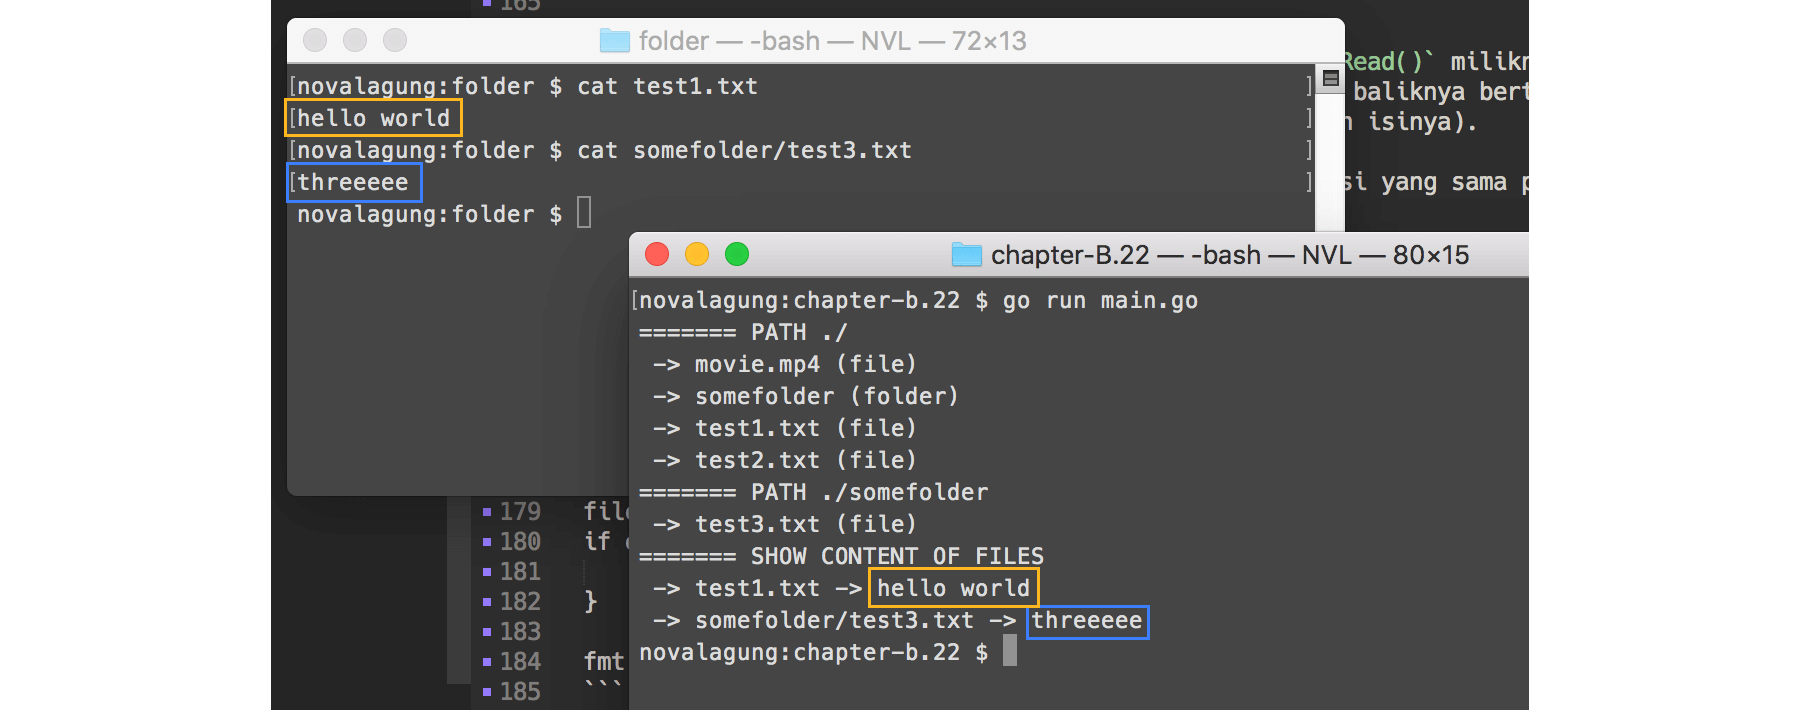 165
folder — -bash — NVL — 72×13
Read()` milikn
[novalagung:folder $ cat test1.txt ]
baliknya bert
[hello world ]
n isinya).
[novalagung:folder $ cat somefolder/test3.txt ]
[threeeee ]
si yang sama p
novalagung:folder $
chapter-B.22 — -bash — NVL — 80×15
[novalagung:chapter-b.22 $ go run main.go
======= PATH ./
-> movie.mp4 (file)
-> somefolder (folder)
-> test1.txt (file)
-> test2.txt (file)
======= PATH ./somefolder
-> test3.txt (file)
======= SHOW CONTENT OF FILES
-> test1.txt -> hello world
-> somefolder/test3.txt -> threeeee
novalagung:chapter-b.22 $
179 file
180 if
181
182 }
183
184 fmt
185 ```